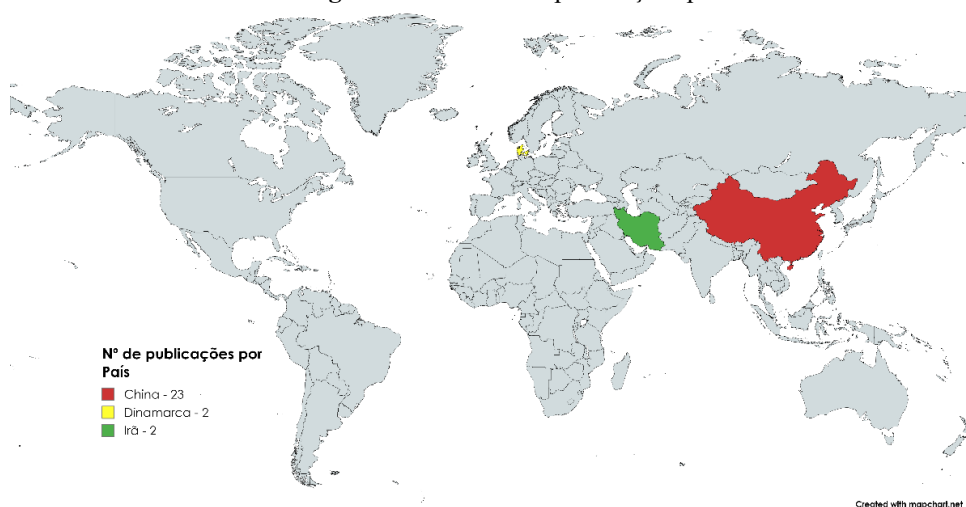 Nº de publicações por
País
China - 23
Dinamarca - 2
Irã - 2
Created with mapchart.net